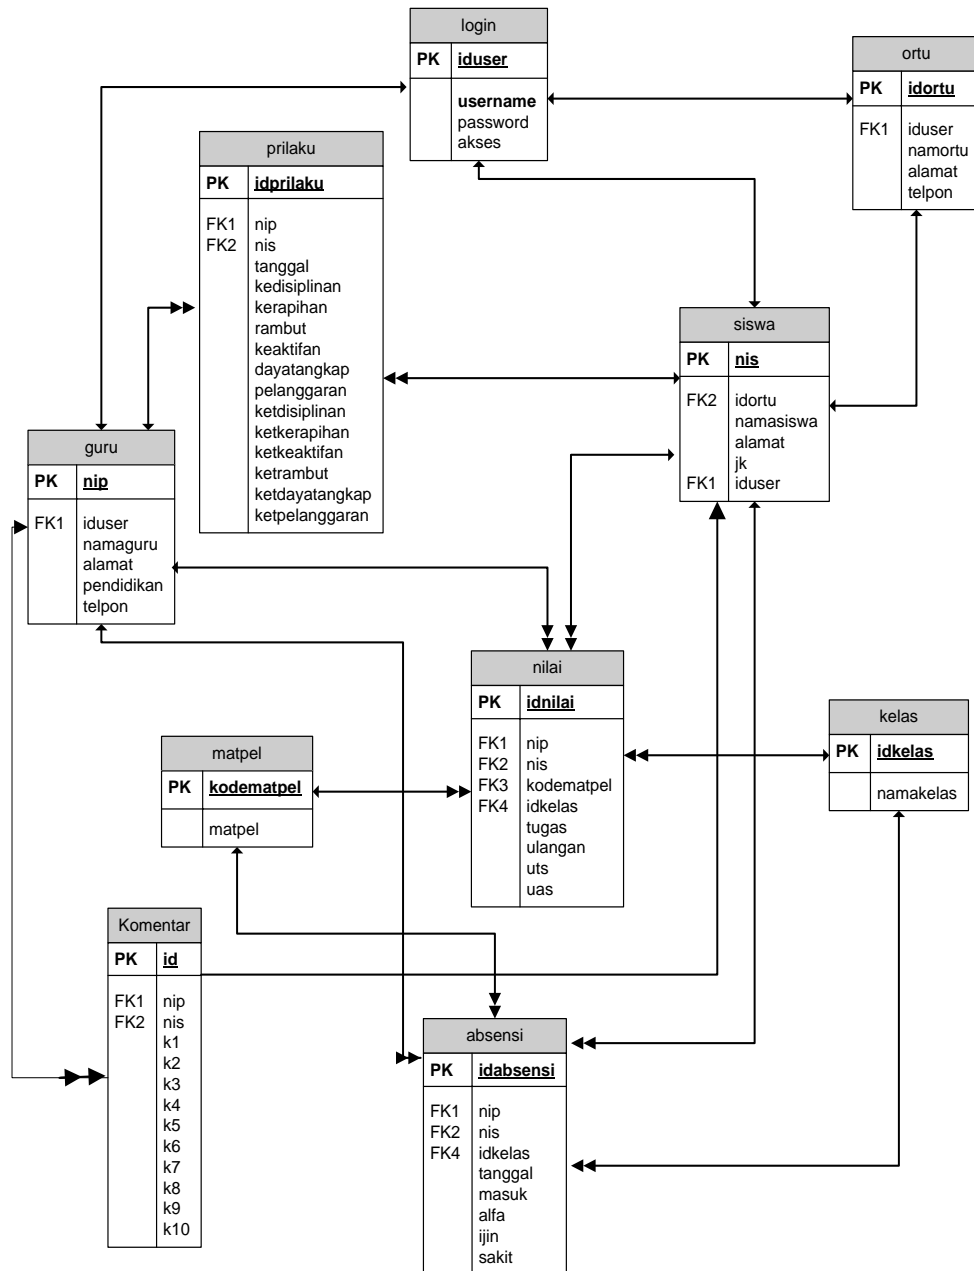 login
PK iduser
username
password
akses
ortu
PK idortu
FK1 iduser
namortu
alamat
telpon
prilaku
PK idprilaku
FK1 nip
FK2 nis
tanggal
kedisiplinan
kerapihan
rambut
keaktifan
dayatangkap
pelanggaran
ketdisiplinan
ketkerapihan
ketkeaktifan
ketrambut
ketdayatangkap
ketpelanggaran
siswa
PK nis
FK2 idortu
namasiswa
alamat
jk
FK1 iduser
guru
PK nip
FK1 iduser
namaguru
alamat
pendidikan
telpon
nilai
PK idnilai
FK1 nip
FK2 nis
FK3 kodematpel
FK4 idkelas
tugas
ulangan
uts
uas
kelas
PK idkelas
namakelas
matpel
PK kodematpel
matpel
Komentar
PK id
FK1 nip
FK2 nis
k1
k2
k3
k4
k5
k6
k7
k8
k9
k10
absensi
PK idabsensi
FK1 nip
FK2 nis
FK4 idkelas
tanggal
masuk
alfa
ijin
sakit